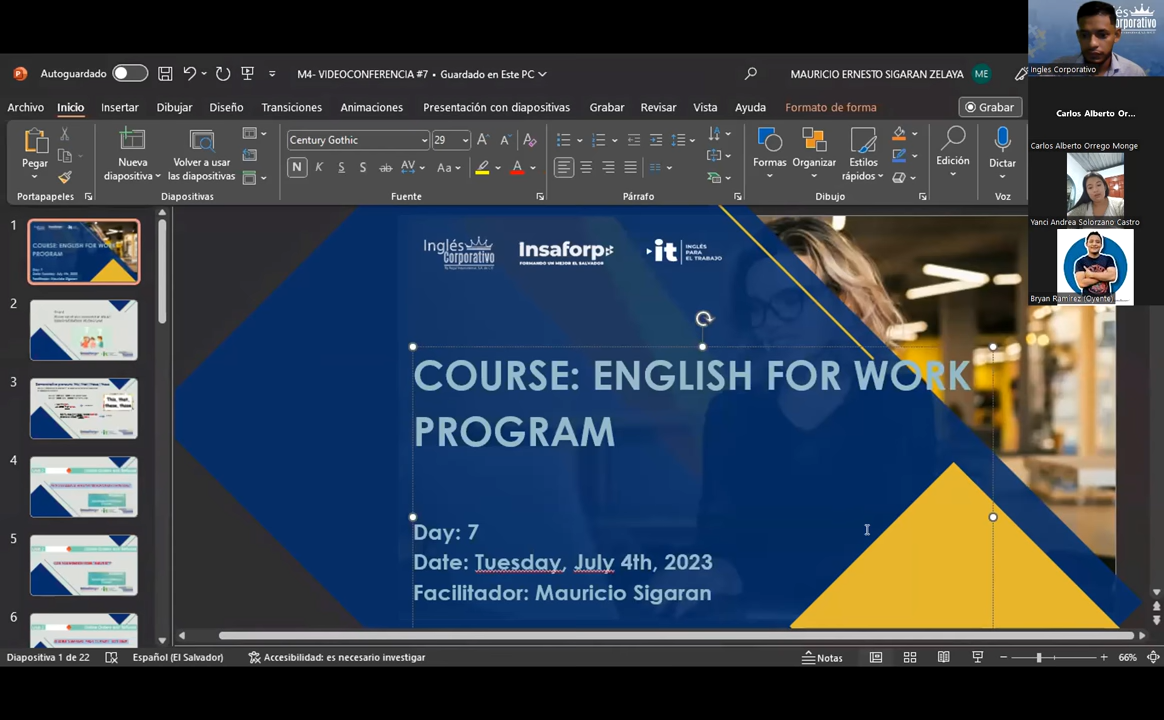 Autoguardado
M4- VIDEOCONFERENCIA #7 • Guardado en Este PC
MAURICIO ERNESTO SIGARAN ZELAYA
ME
Archivo
Inicio
Insertar
Dibujar
Diseño
Transiciones
Animaciones
Presentación con diapositivas
Grabar
Revisar
Vista
Ayuda
Formato de forma
Grabar
Pegar
Nueva
diapositiva
Volver a usar
las diapositivas
Century Gothic
29
N
K
S
S
ab
AV
Aa
A
Formas
Organizar
Estilos
rápidos
Edición
Dictar
Portapapeles
Diapositivas
Fuente
Párrafo
Dibujo
Voz
1
2
3
4
5
6
Inglés
Corporativo
Insaforp
FORMANDO UN MEJOR EL SALVADOR
it
INGLÉS
PARA
EL TRABAJO
COURSE: ENGLISH FOR WORK
PROGRAM
Day: 7
Date: Tuesday, July 4th, 2023
Facilitador: Mauricio Sigaran
Ingles Corporativo
Carlos Alberto Or...
Carlos Alberto Orrego Monge
Yanci Andrea Solorzano Castro
Bryan Ramirez (Oyente)
Diapositiva 1 de 22
Español (El Salvador)
Accesibilidad: es necesario investigar
Notas
66%